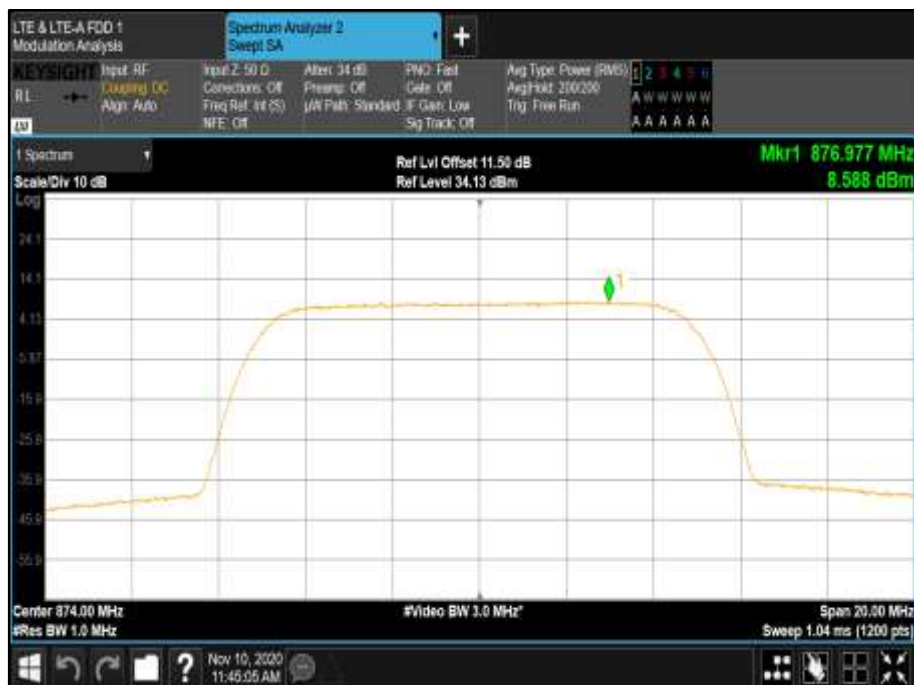 LTE & LTE-A FDD 1
Modulation Analysis
Spectrum Analyzer 2
Swept SA
+
KEYSIGHT
RL
Input: RF
Coupling: DC
Align: Auto
Input Z: 50 Ω
Corrections: Off
Freq Ref: Int (S)
NFE: Off
Atten: 34 dB
Preamp: Off
µW Path: Standard
PNO: Fast
Gate: Off
IF Gain: Low
Sig Track: Off
Avg Type: Power (RMS)
Avg|Hold: 200/200
Trig: Free Run
1 2 3 4 5 6
A W W W W W
A A A A A A
1 Spectrum
Scale/Div 10 dB
Ref Lvl Offset 11.50 dB
Ref Level 34.13 dBm
Mkr1 876.977 MHz
8.588 dBm
Log
24.1
14.1
4.13
-5.87
-15.9
-25.9
-35.9
-45.9
-55.9
1
Center 874.00 MHz
#Res BW 1.0 MHz
#Video BW 3.0 MHz*
Span 20.00 MHz
Sweep 1.04 ms (1200 pts)
?
Nov 10, 2020
11:45:05 AM